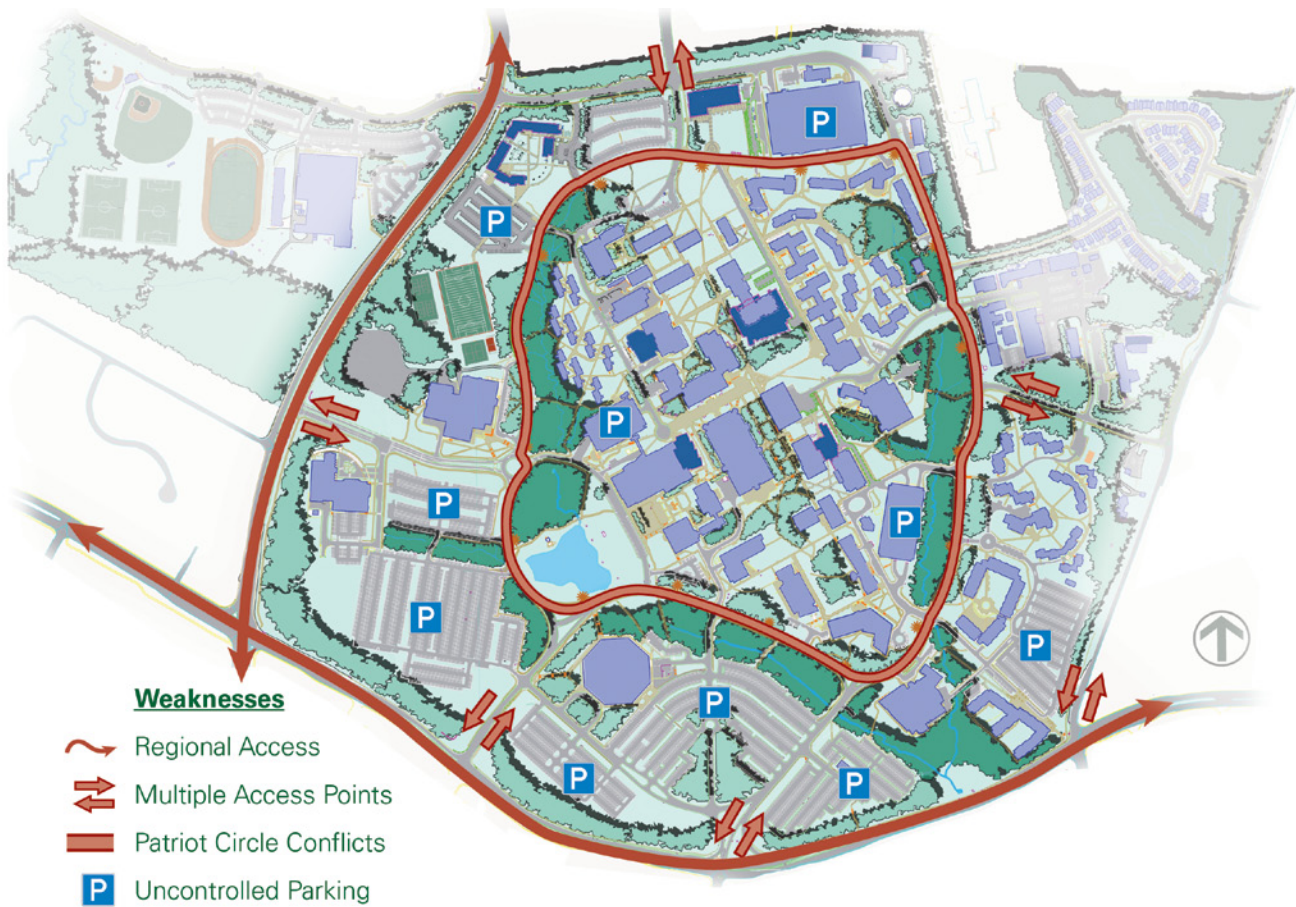 P
P
P
P
P
P
P
P
P
P
Weaknesses
Regional Access
Multiple Access Points
Patriot Circle Conflicts
P Uncontrolled Parking